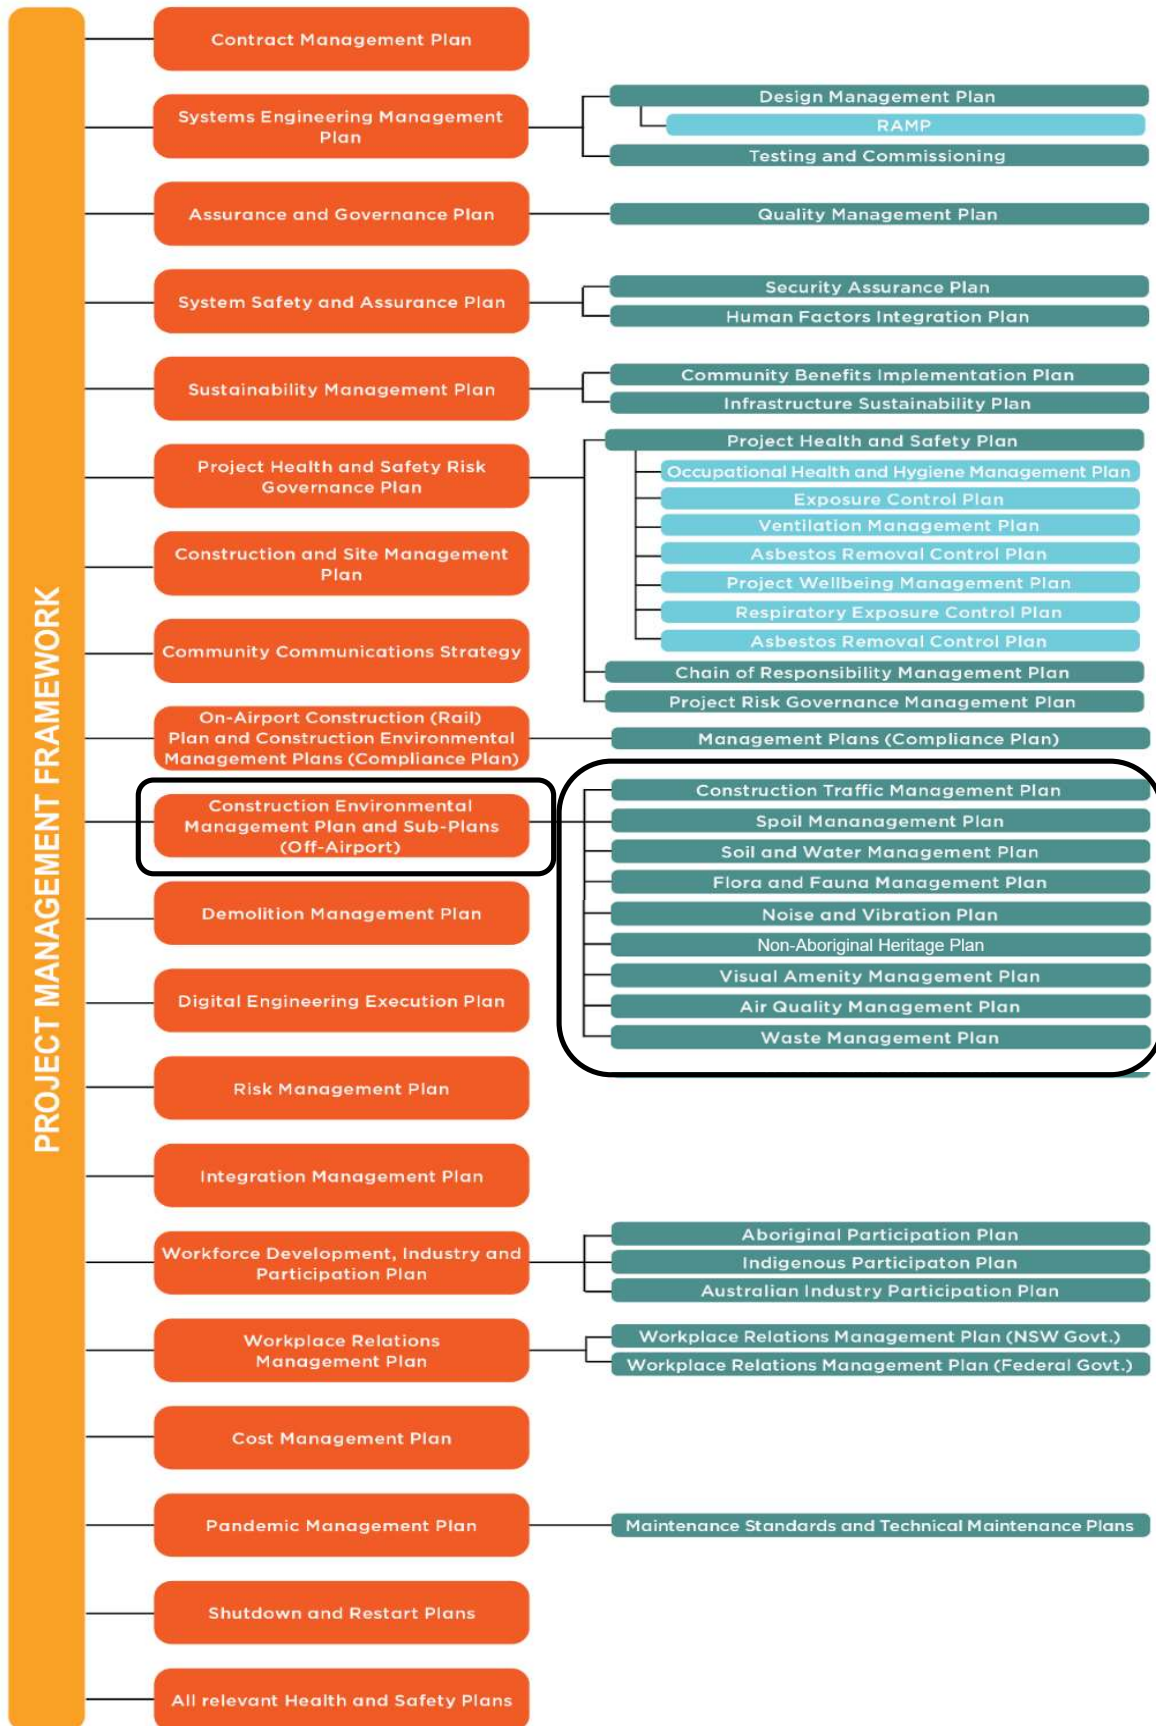 PROJECT MANAGEMENT FRAMEWORK
Contract Management Plan
Systems Engineering Management
Plan
Design Management Plan
RAMP
Testing and Commissioning
Assurance and Governance Plan
Quality Management Plan
System Safety and Assurance Plan
Security Assurance Plan
Human Factors Integration Plan
Sustainability Management Plan
Community Benefits Implementation Plan
Infrastructure Sustainability Plan
Project Health and Safety Risk
Governance Plan
Project Health and Safety Plan
Occupational Health and Hygiene Management Plan
Exposure Control Plan
Ventilation Management Plan
Asbestos Removal Control Plan
Project Wellbeing Management Plan
Respiratory Exposure Control Plan
Asbestos Removal Control Plan
Chain of Responsibility Management Plan
Project Risk Governance Management Plan
Construction and Site Management
Plan
Community Communications Strategy
On-Airport Construction (Rail)
Plan and Construction Environmental
Management Plans (Compliance Plan)
Management Plans (Compliance Plan)
Construction Environmental
Management Plan and Sub-Plans
(Off-Airport)
Construction Traffic Management Plan
Spoil Mananagement Plan
Soil and Water Management Plan
Flora and Fauna Management Plan
Noise and Vibration Plan
Non-Aboriginal Heritage Plan
Visual Amenity Management Plan
Air Quality Management Plan
Waste Management Plan
Demolition Management Plan
Digital Engineering Execution Plan
Risk Management Plan
Integration Management Plan
Workforce Development, Industry and
Participation Plan
Aboriginal Participation Plan
Indigenous Participaton Plan
Australian Industry Participation Plan
Workplace Relations
Management Plan
Workplace Relations Management Plan (NSW Govt.)
Workplace Relations Management Plan (Federal Govt.)
Cost Management Plan
Pandemic Management Plan
Maintenance Standards and Technical Maintenance Plans
Shutdown and Restart Plans
All relevant Health and Safety Plans